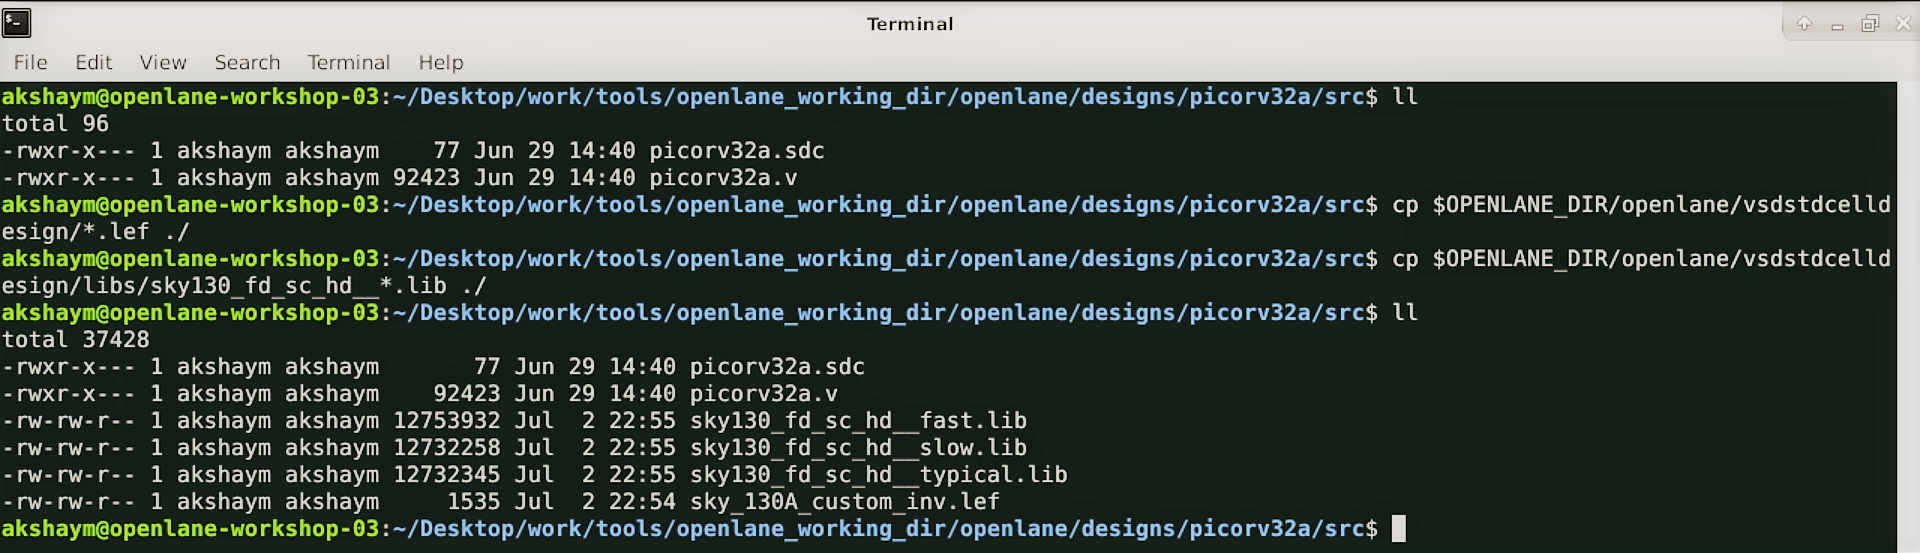 Terminal
File Edit View Search Terminal Help
akshaym@openlane-workshop-03:~/Desktop/work/tools/openlane_working_dir/openlane/designs/picorv32a/src$ ll
total 96
-rwxr-x--- 1 akshaym akshaym    77 Jun 29 14:40 picorv32a.sdc
-rwxr-x--- 1 akshaym akshaym 92423 Jun 29 14:40 picorv32a.v
akshaym@openlane-workshop-03:~/Desktop/work/tools/openlane_working_dir/openlane/designs/picorv32a/src$ cp $OPENLANE_DIR/openlane/vsdstdcelld
esign/*.lef ./
akshaym@openlane-workshop-03:~/Desktop/work/tools/openlane_working_dir/openlane/designs/picorv32a/src$ cp $OPENLANE_DIR/openlane/vsdstdcelld
esign/libs/sky130_fd_sc_hd__*.lib ./
akshaym@openlane-workshop-03:~/Desktop/work/tools/openlane_working_dir/openlane/designs/picorv32a/src$ ll
total 37428
-rwxr-x--- 1 akshaym akshaym       77 Jun 29 14:40 picorv32a.sdc
-rwxr-x--- 1 akshaym akshaym    92423 Jun 29 14:40 picorv32a.v
-rw-rw-r-- 1 akshaym akshaym 12753932 Jul  2 22:55 sky130_fd_sc_hd__fast.lib
-rw-rw-r-- 1 akshaym akshaym 12732258 Jul  2 22:55 sky130_fd_sc_hd__slow.lib
-rw-rw-r-- 1 akshaym akshaym 12732345 Jul  2 22:55 sky130_fd_sc_hd__typical.lib
-rw-rw-r-- 1 akshaym akshaym     1535 Jul  2 22:54 sky_130A_custom_inv.lef
akshaym@openlane-workshop-03:~/Desktop/work/tools/openlane_working_dir/openlane/designs/picorv32a/src$